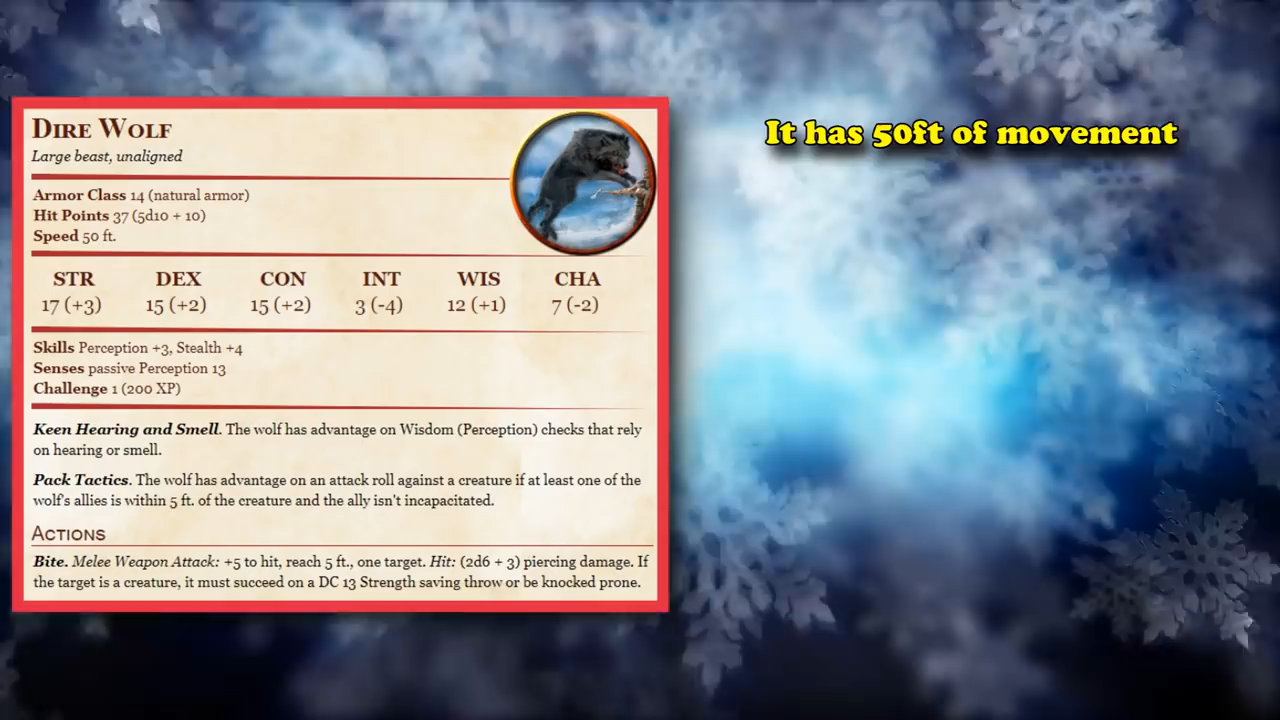 DIRE WOLF
Large beast, unaligned
Armor Class 14 (natural armor)
Hit Points 37 (5d10 + 10)
Speed 50 ft.
STR DEX CON INT WIS CHA
17 (+3) 15 (+2) 15 (+2) 3 (-4) 12 (+1) 7 (-2)
Skills Perception +3, Stealth +4
Senses passive Perception 13
Challenge 1 (200 XP)
Keen Hearing and Smell. The wolf has advantage on Wisdom (Perception) checks that rely
on hearing or smell.
Pack Tactics. The wolf has advantage on an attack roll against a creature if at least one of the
wolf's allies is within 5 ft. of the creature and the ally isn't incapacitated.
ACTIONS
Bite. Melee Weapon Attack: +5 to hit, reach 5 ft., one target. Hit: (2d6 + 3) piercing damage. If
the target is a creature, it must succeed on a DC 13 Strength saving throw or be knocked prone.
It has 50ft of movement